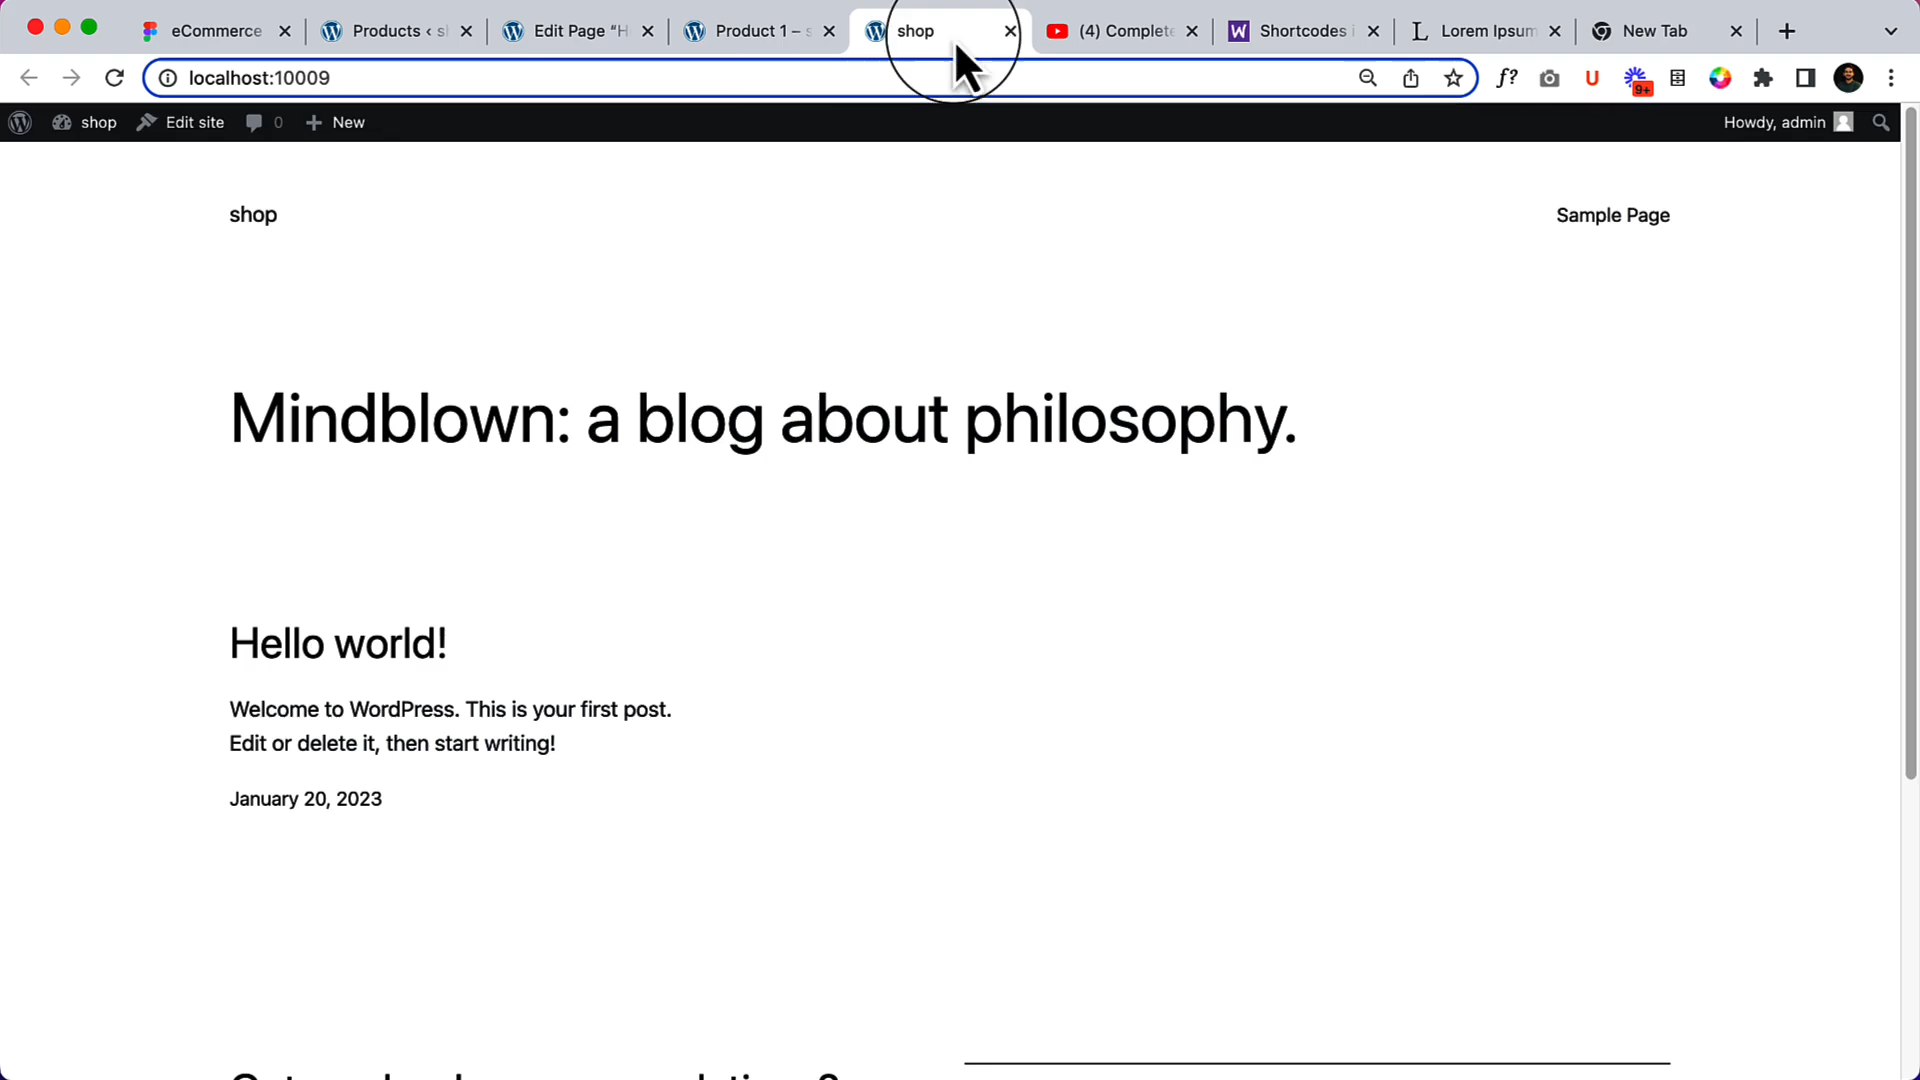 eCommerce
Products ‹ s
Edit Page “H
Product 1 – s
shop
(4) Complete
Shortcodes i
Lorem Ipsum
New Tab
localhost:10009
f?
U
9+
shop
Edit site
0
New
Howdy, admin
shop
Sample Page
Mindblown: a blog about philosophy.
Hello world!
Welcome to WordPress. This is your first post.
Edit or delete it, then start writing!
January 20, 2023